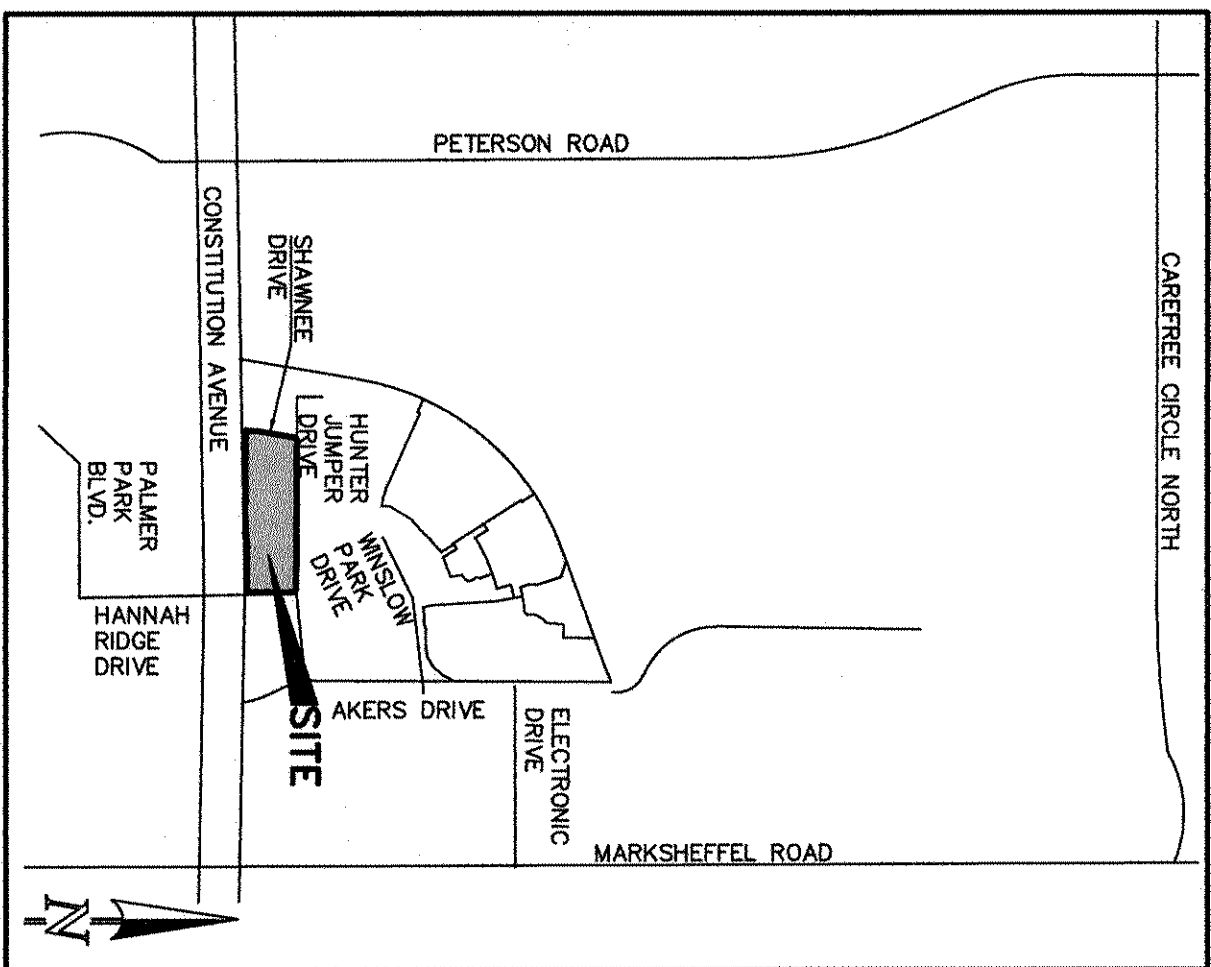 PETERSON ROAD
CONSTITUTION AVENUE
SHAWNEE
DRIVE
CAREFREE CIRCLE NORTH
HUNTER
JUMPER
DRIVE
PALMER
PARK
BLVD.
WINSLOW
PARK
DRIVE
HANNAH
RIDGE
DRIVE
SITE
AKERS DRIVE
ELECTRONIC
DRIVE
MARKSHEFFEL ROAD
N